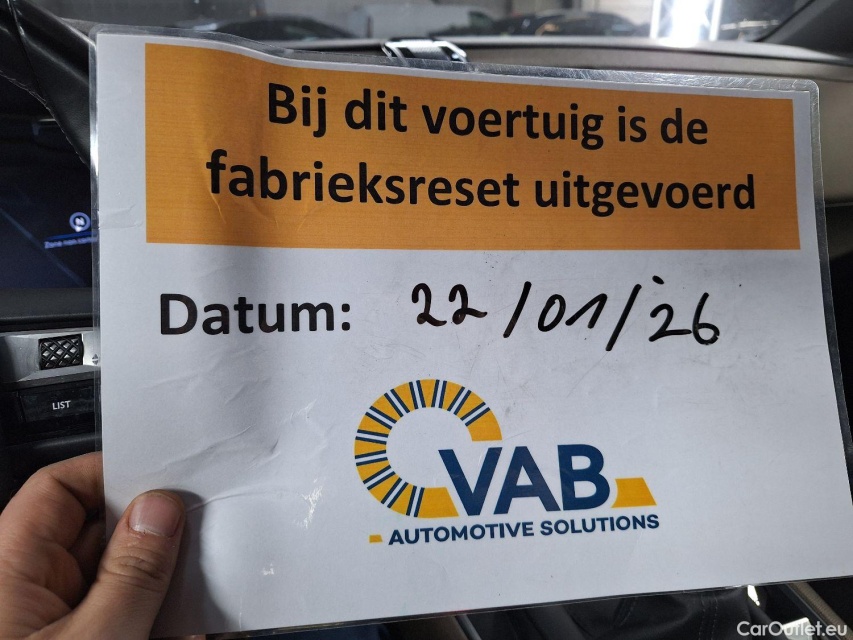 Bij dit voertuig is de
fabrieksreset uitgevoerd
Datum: 22/01/26
LIST
VAB
AUTOMOTIVE SOLUTIONS
CarOutlet.eu